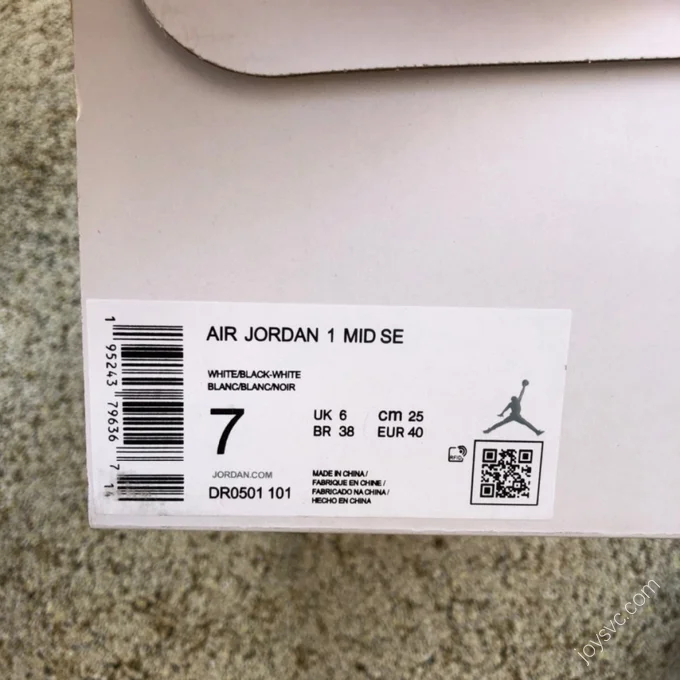 AIR JORDAN 1 MID SE
WHITE/BLACK-WHITE
BLANC/BLANC/NOIR
7
UK 6 cm 25
BR 38 EUR 40
JORDAN.COM
DR0501 101
MADE IN CHINA /
FABRIQUE EN CHINE /
FABRICADO NA CHINA /
HECHO EN CHINA
RFID
1 95243 79636 7 14
joysvc.com